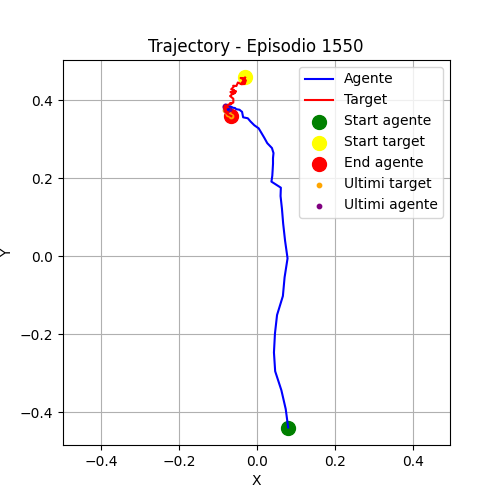 Trajectory - Episodio 1550
Agente
Target
Start agente
Start target
End agente
Ultimi target
Ultimi agente
0.4
0.2
0.0
−0.2
−0.4
Y
−0.4
−0.2
0.0
0.2
0.4
X